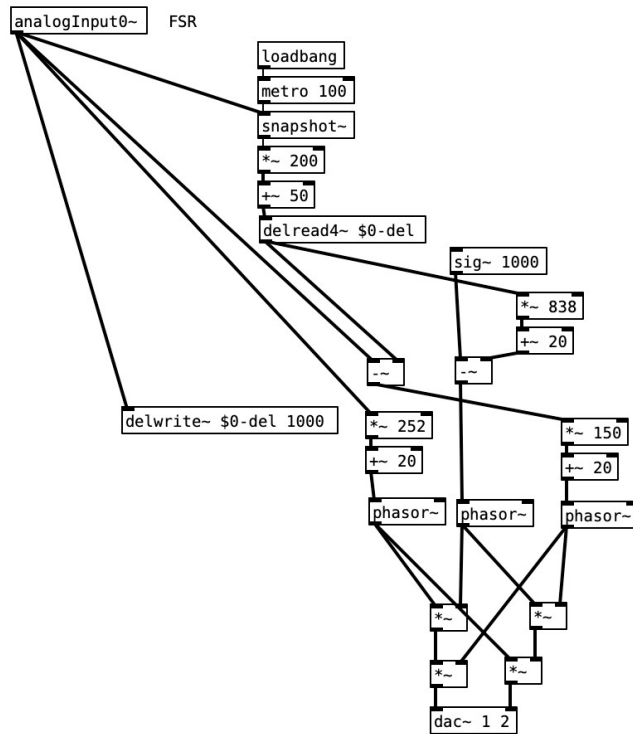 analogInput0~ FSR
loadbang
metro 100
snapshot~
*~ 200
+~ 50
delread4~ $0-del
sig~ 1000
*~ 838
+~ 20
-~
-~
delwrite~ $0-del 1000
*~ 252
*~ 150
+~ 20
+~ 20
phasor~
phasor~
phasor~
*~
*~
*~
*~
dac~ 1 2